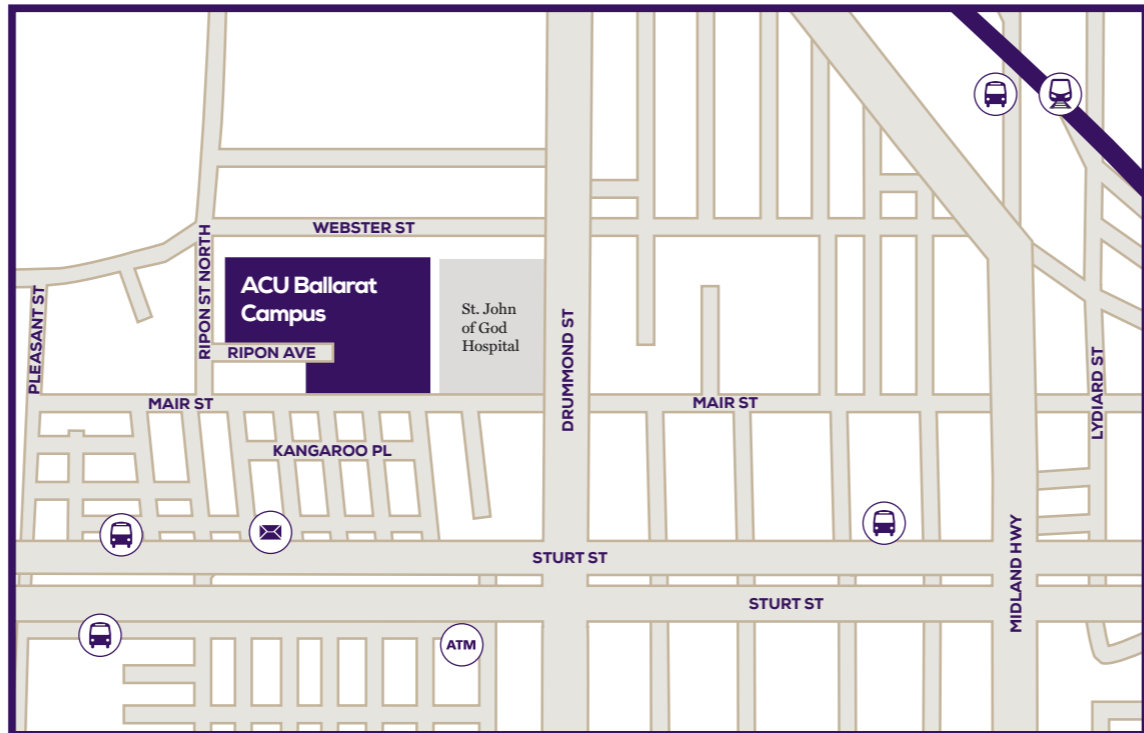 WEBSTER ST
RIPON ST NORTH
ACU Ballarat
Campus
St. John
of God
Hospital
PLEASANT ST
RIPON AVE
DRUMMOND ST
LYDIARD ST
MAIR ST
MAIR ST
KANGAROO PL
STURT ST
MIDLAND HWY
STURT ST
ATM